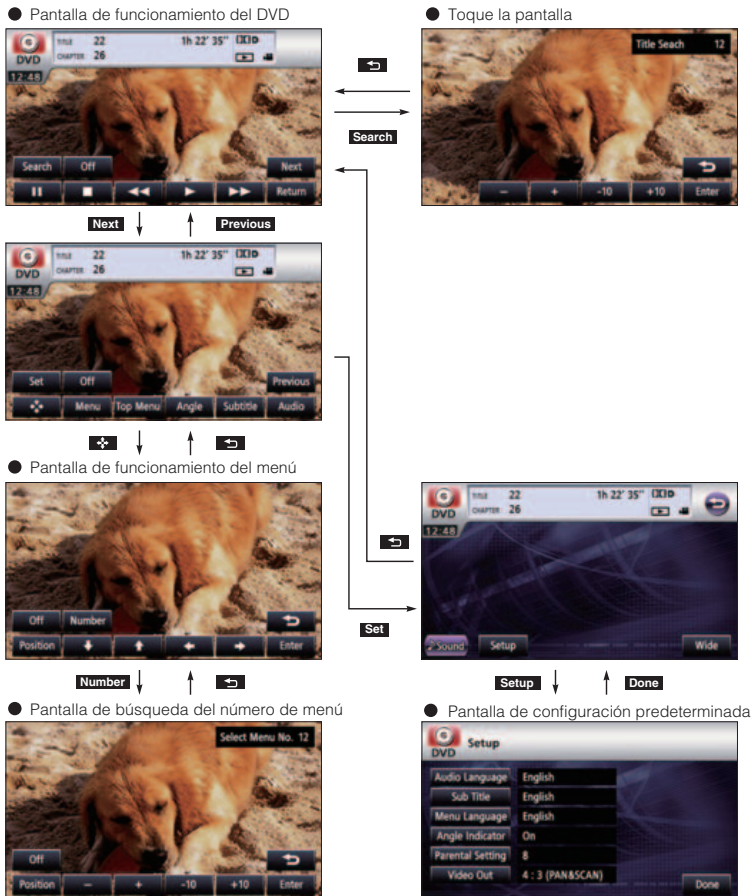 ● Pantalla de funcionamiento del DVD
DVD
TITLE 22 1h 22' 35" D
CHAPTER 26
12:48
Search Off Next
Return
● Toque la pantalla
Title Seach 12
- + -10 +10 Enter
Search
Next Previous
DVD
TITLE 22 1h 22' 35" D
CHAPTER 26
12:48
Set Off Previous
Menu Top Menu Angle Subtitle Audio
● Pantalla de funcionamiento del menú
Off Number
Position Enter
Set
DVD
TITLE 22 1h 22' 35" D
CHAPTER 26
12:48
Sound Setup Wide
Number
Setup Done
● Pantalla de búsqueda del número de menú
Select Menu No. 12
Off
Position - + -10 +10 Enter
● Pantalla de configuración predeterminada
DVD Setup
Audio Language English
Sub Title English
Menu Language English
Angle Indicator On
Parental Setting 8
Video Out 4 : 3 (PAN&SCAN)
Done